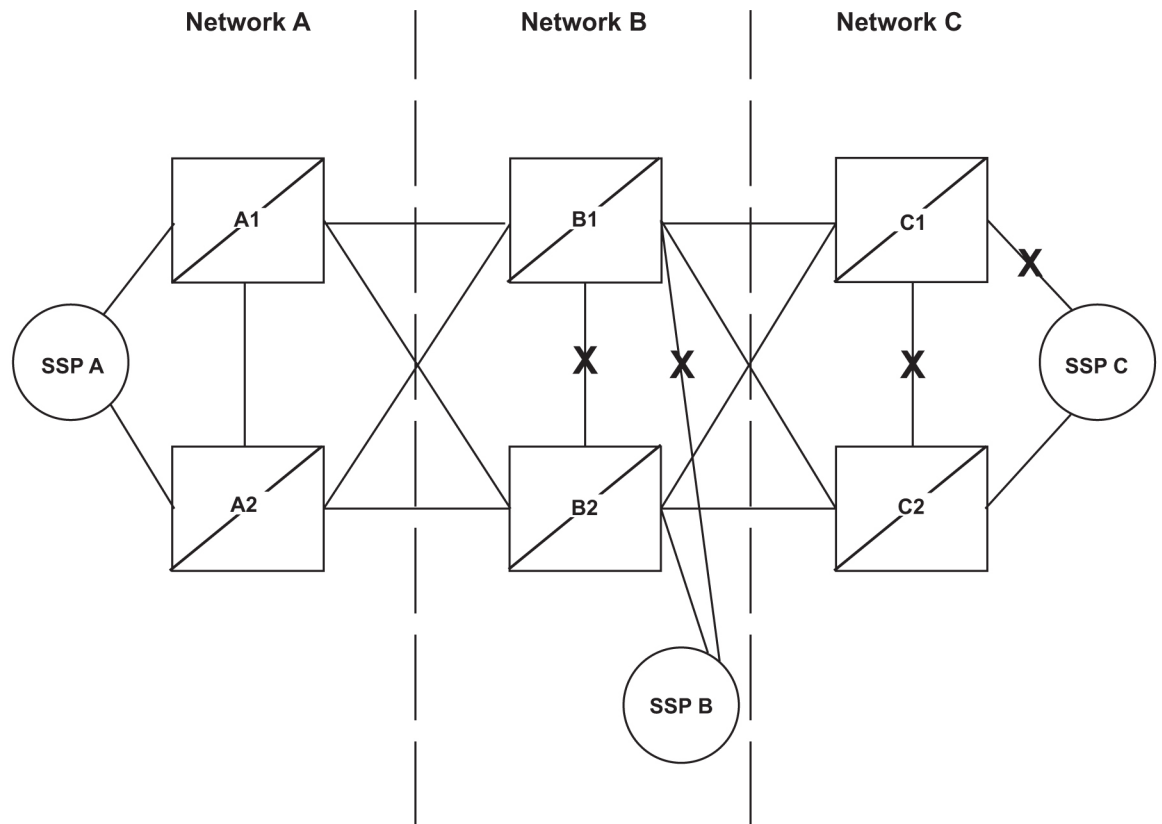 Network A
Network B
Network C
A1
B1
C1
X
X
X
X
SSP A
SSP C
A2
B2
C2
SSP B